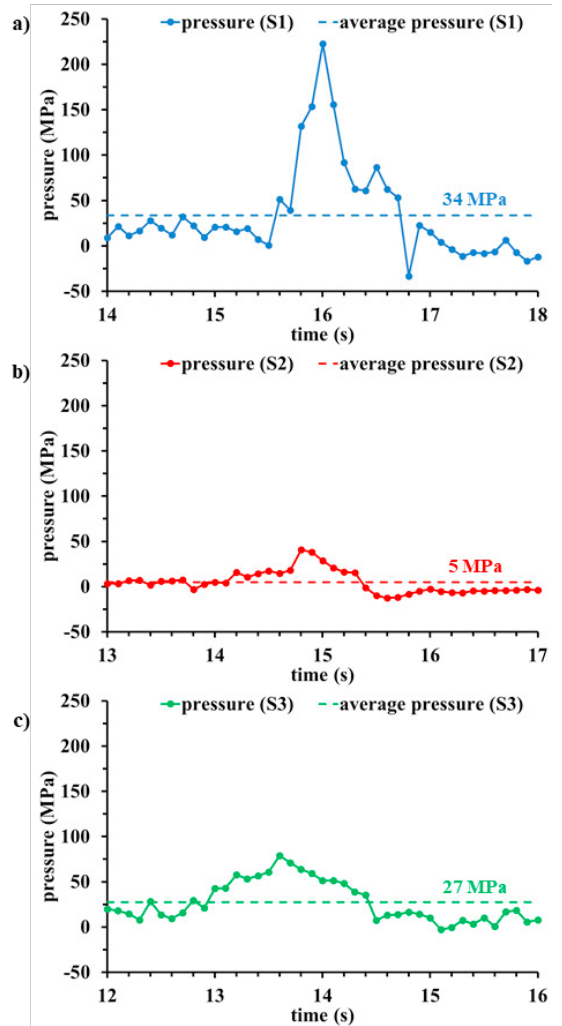 a)
pressure (S1) average pressure (S1)
250
200
150
100
50
0
-50
pressure (MPa)
34 MPa
14 15 16 17 18
time (s)
b)
pressure (S2) average pressure (S2)
250
200
150
100
50
0
-50
pressure (MPa)
5 MPa
13 14 15 16 17
time (s)
c)
pressure (S3) average pressure (S3)
250
200
150
100
50
0
-50
pressure (MPa)
27 MPa
12 13 14 15 16
time (s)